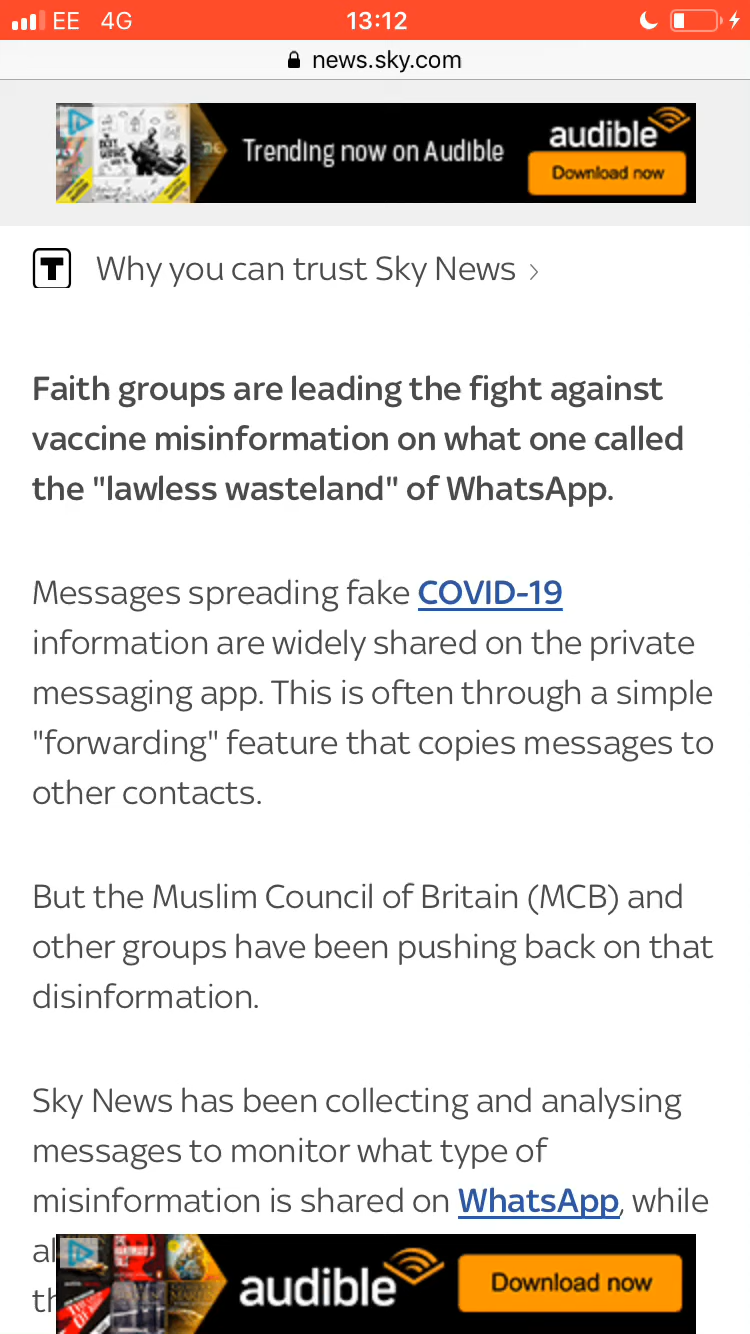 EE 4G 13:12
news.sky.com
Trending now on Audible
audible
Download now
T Why you can trust Sky News >
Faith groups are leading the fight against
vaccine misinformation on what one called
the "lawless wasteland" of WhatsApp.
Messages spreading fake COVID-19
information are widely shared on the private
messaging app. This is often through a simple
"forwarding" feature that copies messages to
other contacts.
But the Muslim Council of Britain (MCB) and
other groups have been pushing back on that
disinformation.
Sky News has been collecting and analysing
messages to monitor what type of
misinformation is shared on WhatsApp, while
al
th
audible
Download now